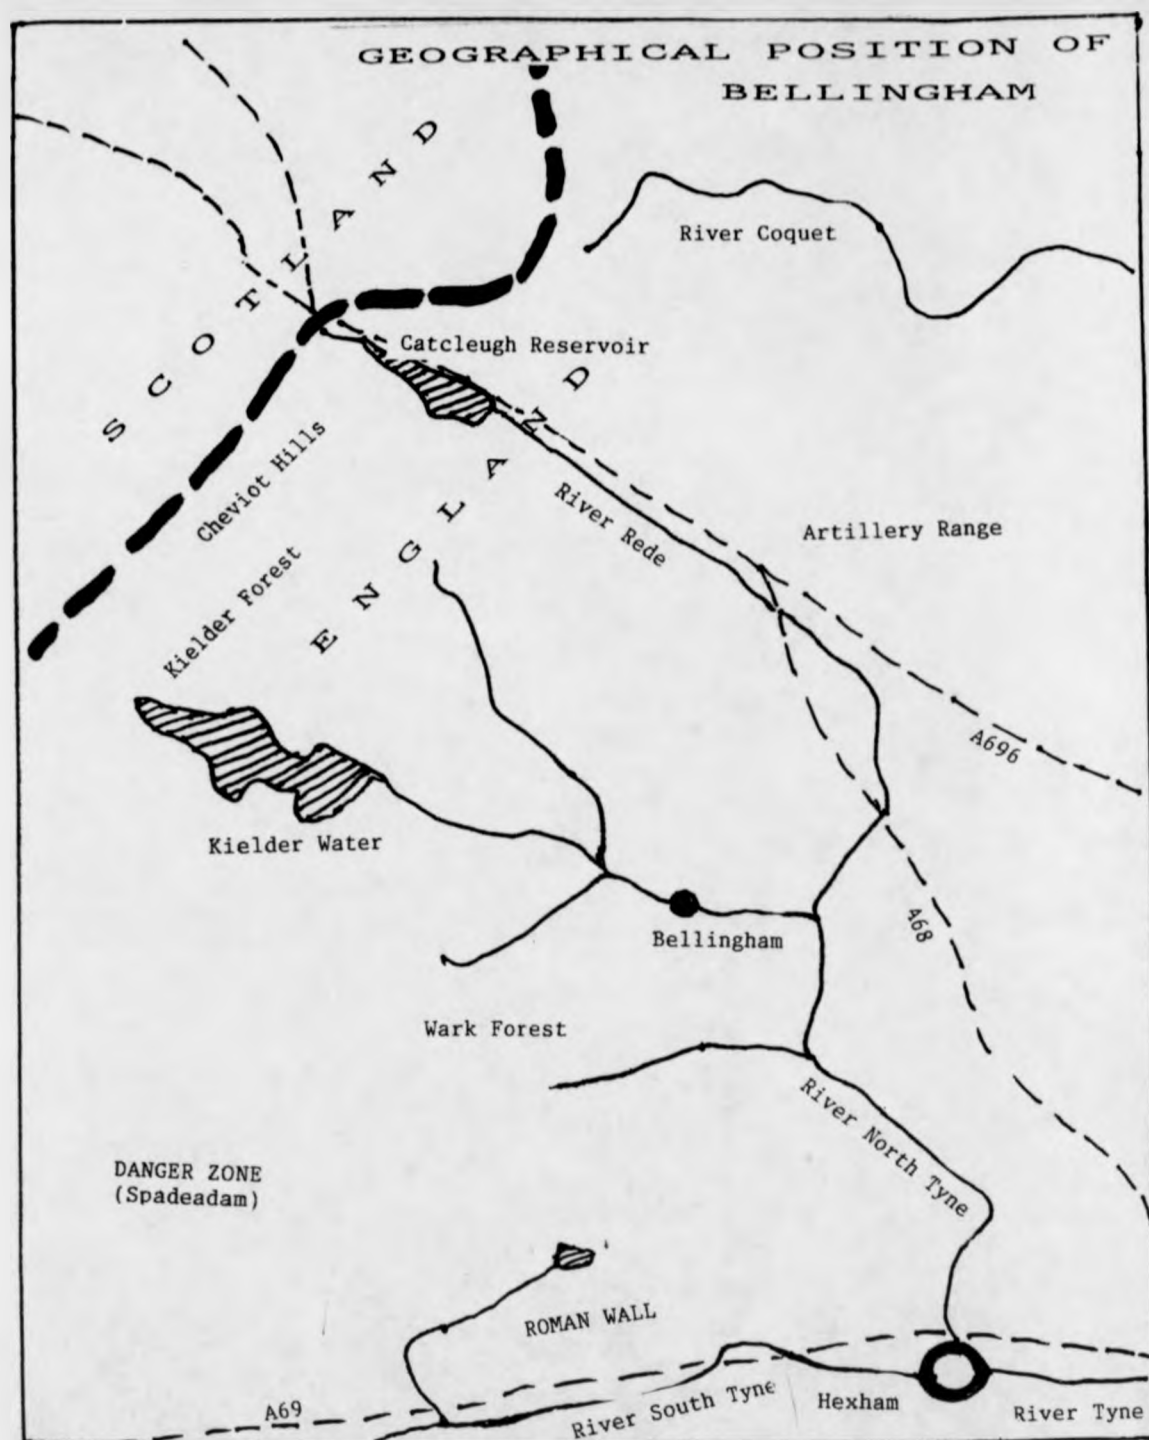 GEOGRAPHICAL POSITION OF
BELLINGHAM
SCOTLAND
River Coquet
Catcleugh Reservoir
ENGLAND
Cheviot Hills
River Rede
Artillery Range
Kielder Forest
A696
Kielder Water
A68
Bellingham
Wark Forest
River North Tyne
DANGER ZONE
(Spadeadam)
ROMAN WALL
A69
River South Tyne
Hexham
River Tyne